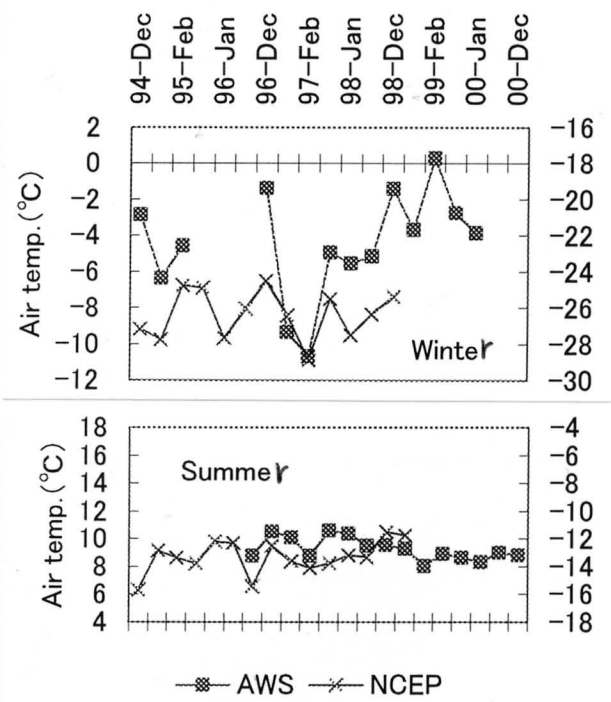 94-Dec 95-Feb 96-Jan 96-Dec 97-Feb 98-Jan 98-Dec 99-Feb 00-Jan 00-Dec
2 -16
0 -18
-2 -20
-4 -22
-6 -24
-8 -26
-10 -28
-12 -30
Air temp.(°C)
Winter
18 -4
16 -6
14 -8
12 -10
10 -12
8 -14
6 -16
4 -18
Air temp.(°C)
Summer
AWS NCEP